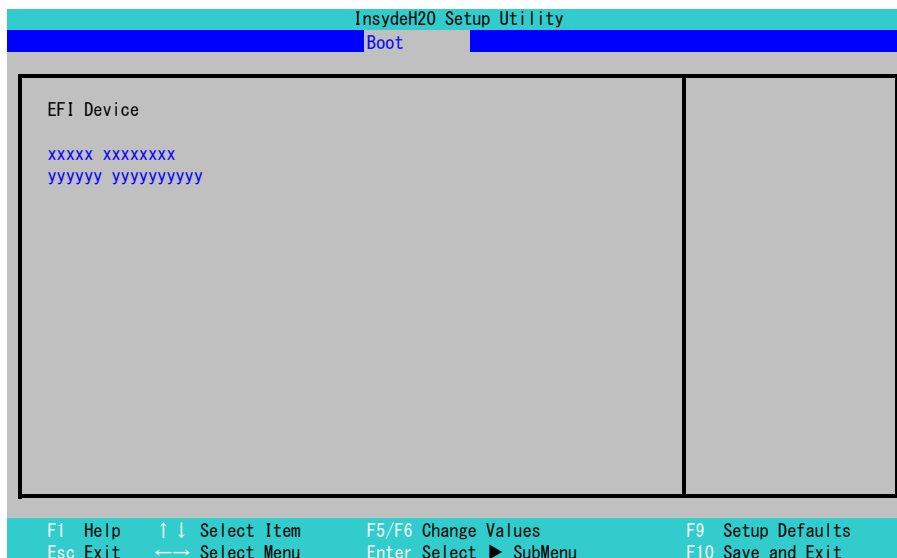 InsydeH2O Setup Utility
Boot
EFI Device
xxxxx xxxxxxxx
yyyyyy yyyyyyyyyy
F1 Help ↑↓ Select Item F5/F6 Change Values F9 Setup Defaults
Esc Exit ←→ Select Menu Enter Select ▶ SubMenu F10 Save and Exit